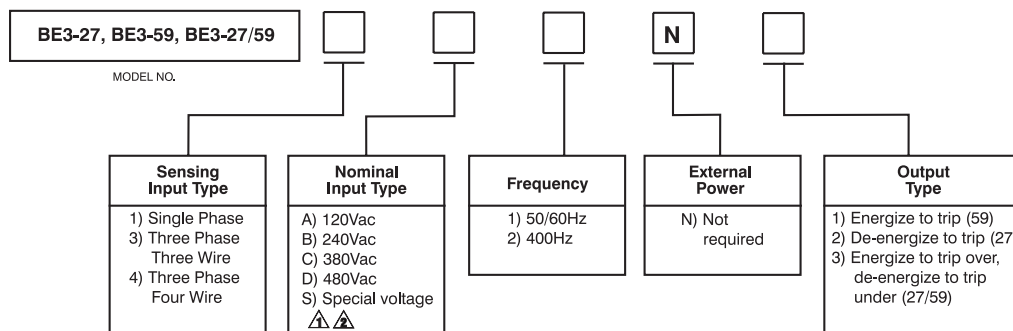 BE3-27, BE3-59, BE3-27/59
N
MODEL NO.
Sensing
Input Type
1) Single Phase
3) Three Phase
Three Wire
4) Three Phase
Four Wire
Nominal
Input Type
A) 120Vac
B) 240Vac
C) 380Vac
D) 480Vac
S) Special voltage
1 2
Frequency
1) 50/60Hz
2) 400Hz
External
Power
N) Not
required
Output
Type
1) Energize to trip (59)
2) De-energize to trip (27
3) Energize to trip over,
de-energize to trip
under (27/59)